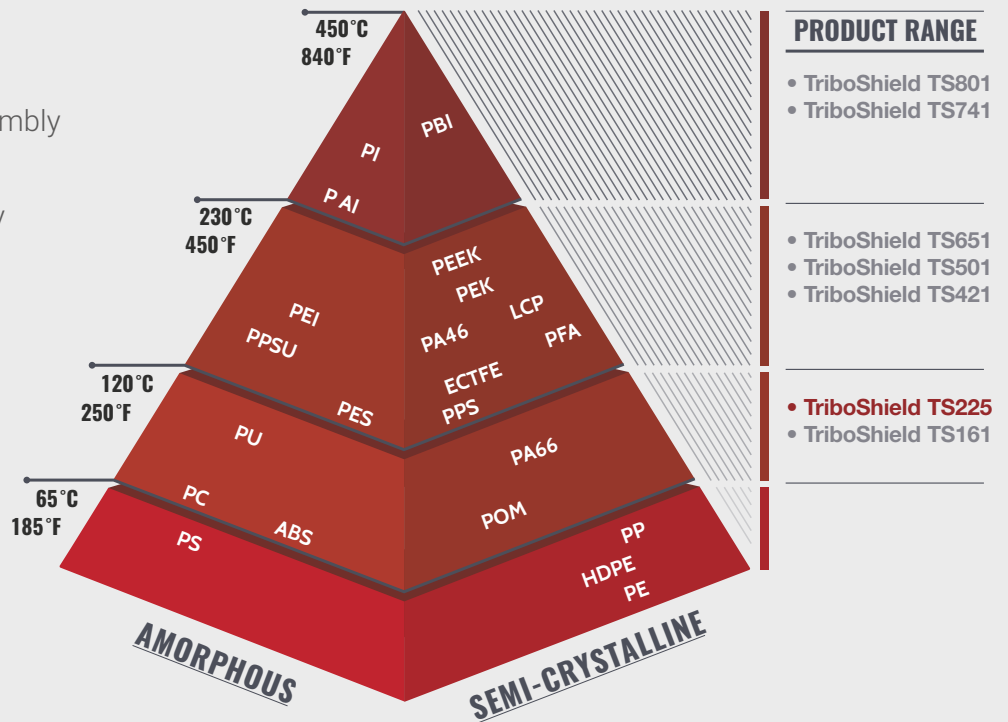 450°C
840°F
PRODUCT RANGE
• TriboShield TS801
• TriboShield TS741
mbly
PBI
PI
P AI
230°C
450°F
• TriboShield TS651
• TriboShield TS501
• TriboShield TS421
PEEK
PEK
LCP
PEI
PA46
PFA
PPSU
ECTFE
120°C
250°F
PES
PPS
• TriboShield TS225
• TriboShield TS161
PU
PA66
65°C
185°F
PC
POM
ABS
PS
PP
HDPE
PE
AMORPHOUS
SEMI-CRYSTALLINE